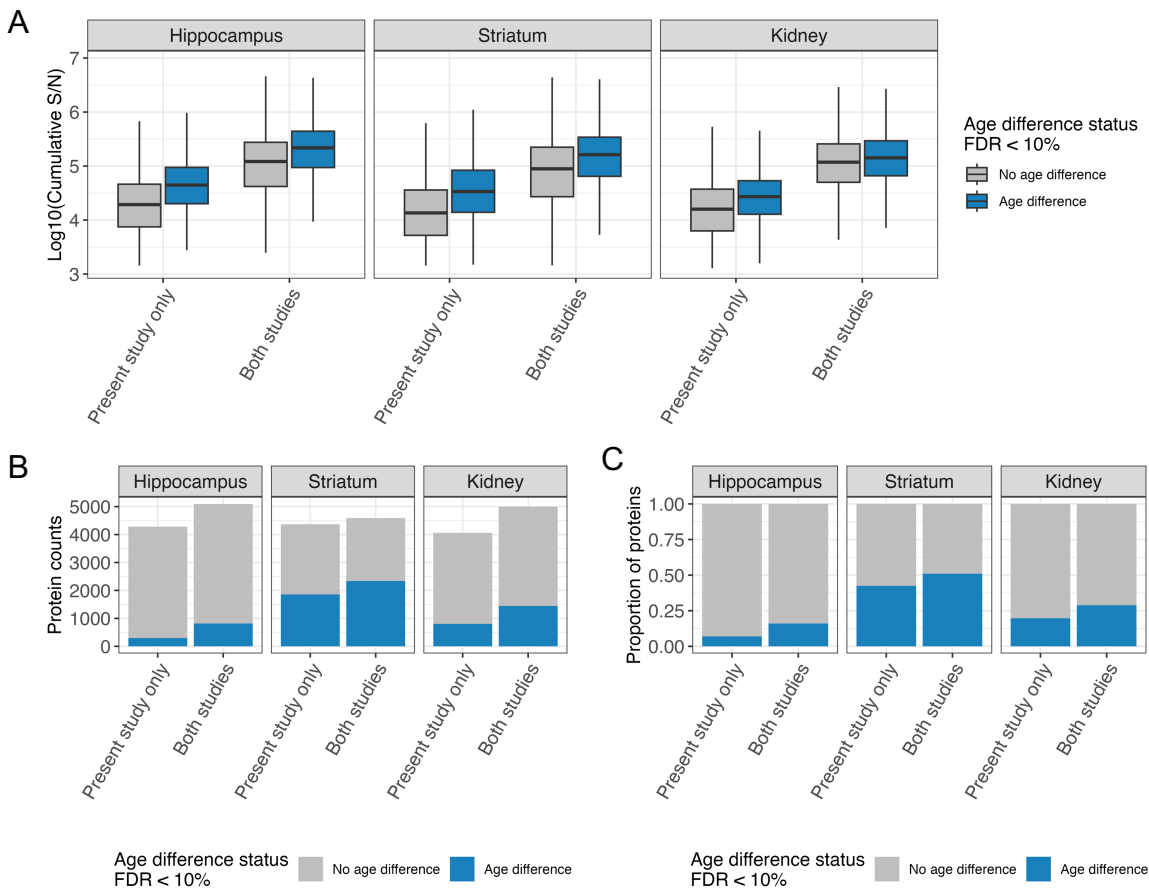 A
Hippocampus
Striatum
Kidney
Log10(Cumulative S/N)
7
6
5
4
3
Present study only
Both studies
Present study only
Both studies
Present study only
Both studies
Age difference status
FDR < 10%
No age difference
Age difference
B
Hippocampus
Striatum
Kidney
Protein counts
5000
4000
3000
2000
1000
0
Present study only
Both studies
Present study only
Both studies
Present study only
Both studies
Age difference status
FDR < 10%
No age difference
Age difference
C
Hippocampus
Striatum
Kidney
Proportion of proteins
1.00
0.75
0.50
0.25
0.00
Present study only
Both studies
Present study only
Both studies
Present study only
Both studies
Age difference status
FDR < 10%
No age difference
Age difference